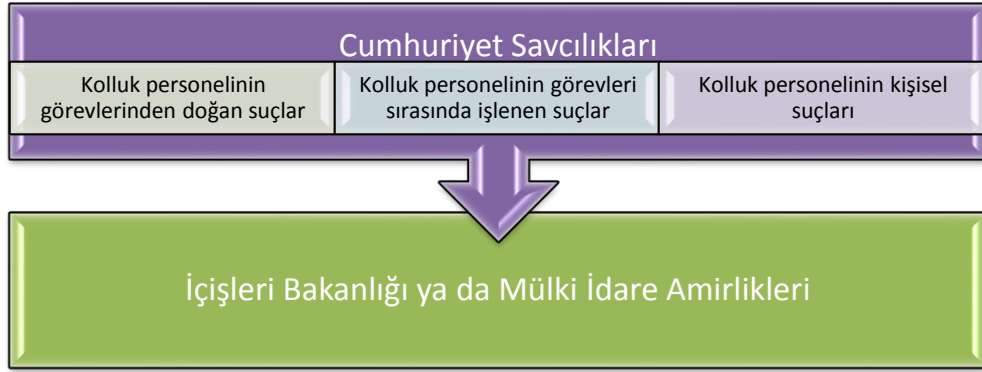 Cumhuriyet Savcılıkları
Kolluk personelinin
görevlerinden doğan suçlar
Kolluk personelinin görevleri
sırasında işlenen suçlar
Kolluk personelinin kişisel
suçları
İçişleri Bakanlığı ya da Mülki İdare Amirlikleri